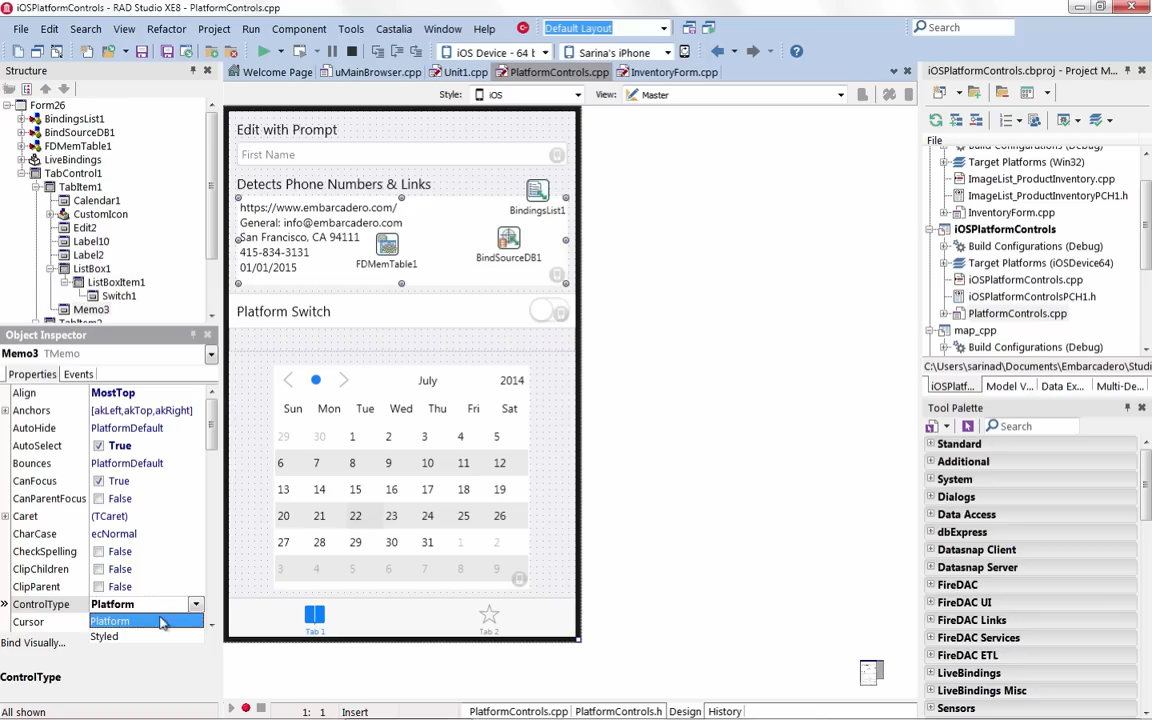 iOSPlatformControls - RAD Studio XE8 - PlatformControls.cpp
File Edit Search View Refactor Project Run Component Tools Castalia Window Help
Default Layout
Search
iOS Device - 64 b
Sarina's iPhone
Structure
Welcome Page uMainBrowser.cpp Unit1.cpp PlatformControls.cpp InventoryForm.cpp
iOSPlatformControls.cbproj - Project M...
Style: iOS View: Master
Form26
BindingsList1
BindSourceDB1
FDMemTable1
LiveBindings
TabControl1
TabItem1
Calendar1
CustomIcon
Edit2
Label10
Label2
ListBox1
ListBoxItem1
Switch1
Memo3
TabItem2
Object Inspector
Memo3 TMemo
Properties Events
Align MostTop
Anchors [akLeft,akTop,akRight]
AutoHide PlatformDefault
AutoSelect True
Bounces PlatformDefault
CanFocus True
CanParentFocus False
Caret (TCaret)
CharCase ecNormal
CheckSpelling False
ClipChildren False
ClipParent False
ControlType Platform
Cursor Platform
Styled
Bind Visually...
ControlType
All shown
Edit with Prompt
First Name
Detects Phone Numbers & Links
https://www.embarcadero.com/
General: info@embarcadero.com
San Francisco, CA 94111
415-834-3131
01/01/2015
BindingsList1
FDMemTable1
BindSourceDB1
Platform Switch
July 2014
Sun Mon Tue Wed Thu Fri Sat
29 30 1 2 3 4 5
6 7 8 9 10 11 12
13 14 15 16 17 18 19
20 21 22 23 24 25 26
27 28 29 30 31 1 2
3 4 5 6 7 8 9
Tab 1 Tab 2
1: 1 Insert
PlatformControls.cpp PlatformControls.h Design History
File
Build Configurations (Debug)
Target Platforms (Win32)
ImageList_ProductInventory.cpp
ImageList_ProductInventoryPCH1.h
InventoryForm.cpp
iOSPlatformControls
Build Configurations (Debug)
Target Platforms (iOSDevice64)
iOSPlatformControls.cpp
iOSPlatformControlsPCH1.h
PlatformControls.cpp
map_cpp
Build Configurations (Debug)
C:\Users\sarinad\Documents\Embarcadero\Studi
iOSPlatf... Model V... Data Ex... Multi-De...
Tool Palette
Search
Standard
Additional
System
Dialogs
Data Access
dbExpress
Datasnap Client
Datasnap Server
FireDAC
FireDAC UI
FireDAC Links
FireDAC Services
FireDAC ETL
LiveBindings
LiveBindings Misc
Sensors